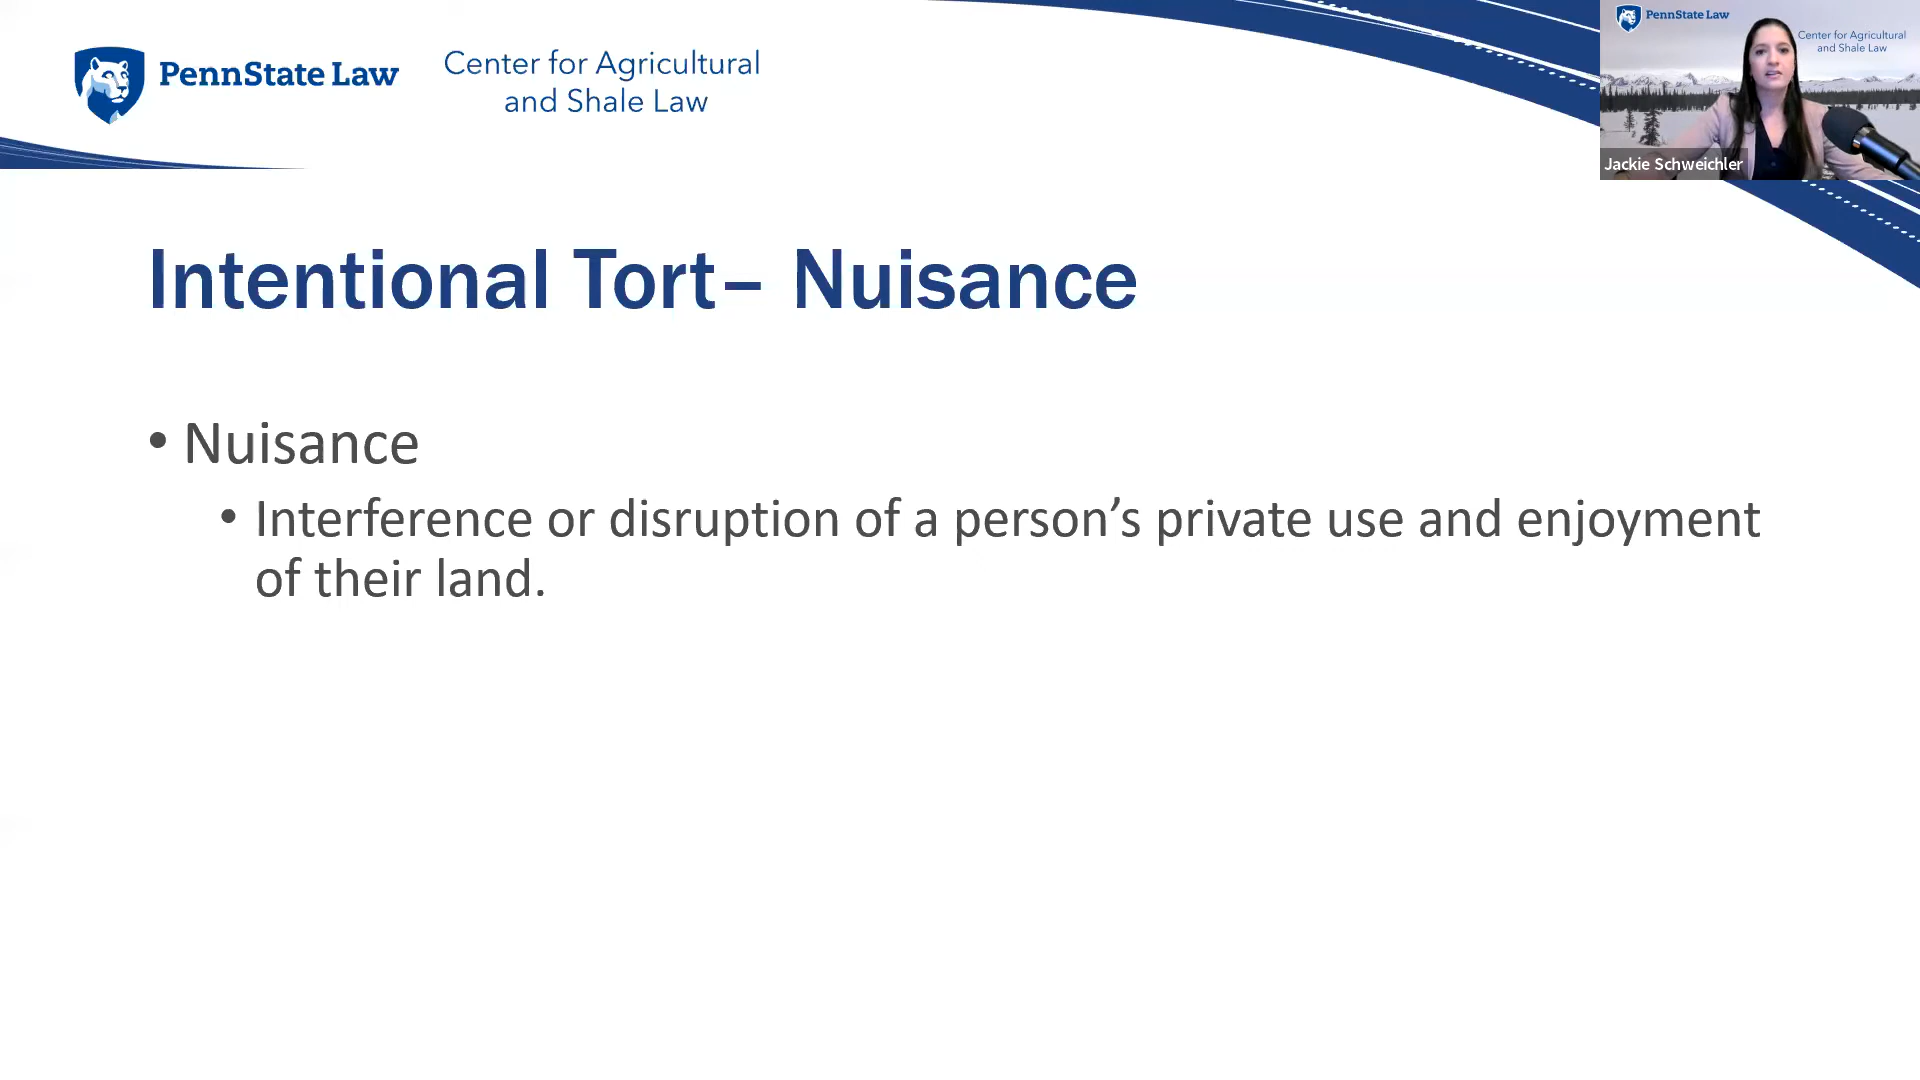 PennState Law
Center for Agricultural
and Shale Law
PennState Law
Center for Agricultural
and Shale Law
Jackie Schweichler
Intentional Tort– Nuisance
• Nuisance
• Interference or disruption of a person’s private use and enjoyment
of their land.